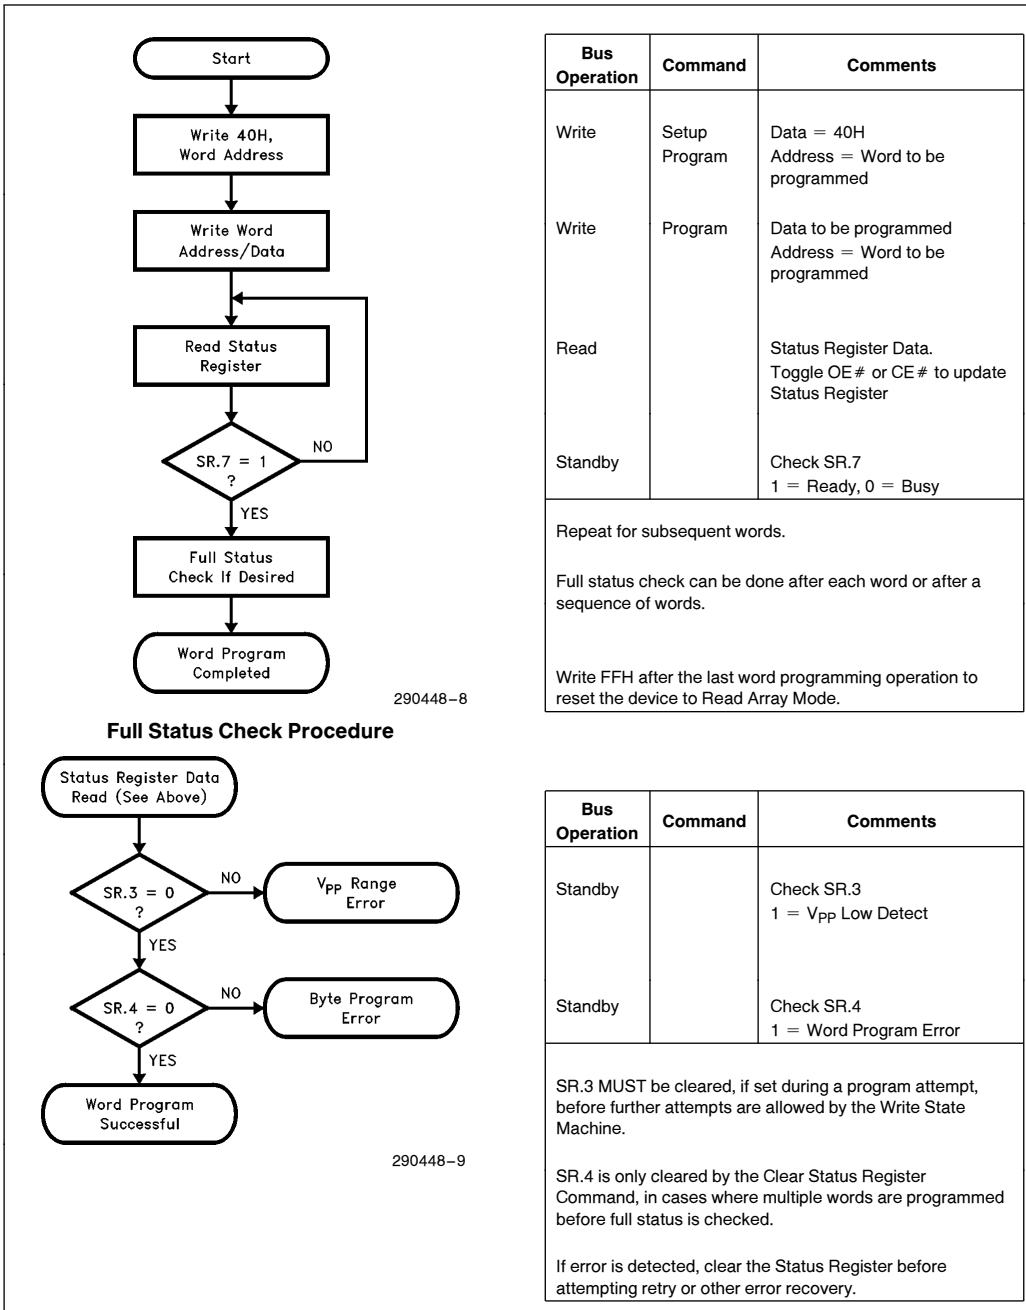 Start
Write 40H,
Word Address
Write Word
Address/Data
Read Status
Register
SR.7 = 1
?
NO
YES
Full Status
Check If Desired
Word Program
Completed
290448–8
Bus
Operation
Command
Comments
Write
Setup
Program
Data = 40H
Address = Word to be
programmed
Write
Program
Data to be programmed
Address = Word to be
programmed
Read
Status Register Data.
Toggle OE# or CE# to update
Status Register
Standby
Check SR.7
1 = Ready, 0 = Busy
Repeat for subsequent words.
Full status check can be done after each word or after a
sequence of words.
Write FFH after the last word programming operation to
reset the device to Read Array Mode.
Full Status Check Procedure
Status Register Data
Read (See Above)
SR.3 = 0
?
NO
VPP Range
Error
YES
SR.4 = 0
?
NO
Byte Program
Error
YES
Word Program
Successful
290448–9
Bus
Operation
Command
Comments
Standby
Check SR.3
1 = VPP Low Detect
Standby
Check SR.4
1 = Word Program Error
SR.3 MUST be cleared, if set during a program attempt,
before further attempts are allowed by the Write State
Machine.
SR.4 is only cleared by the Clear Status Register
Command, in cases where multiple words are programmed
before full status is checked.
If error is detected, clear the Status Register before
attempting retry or other error recovery.